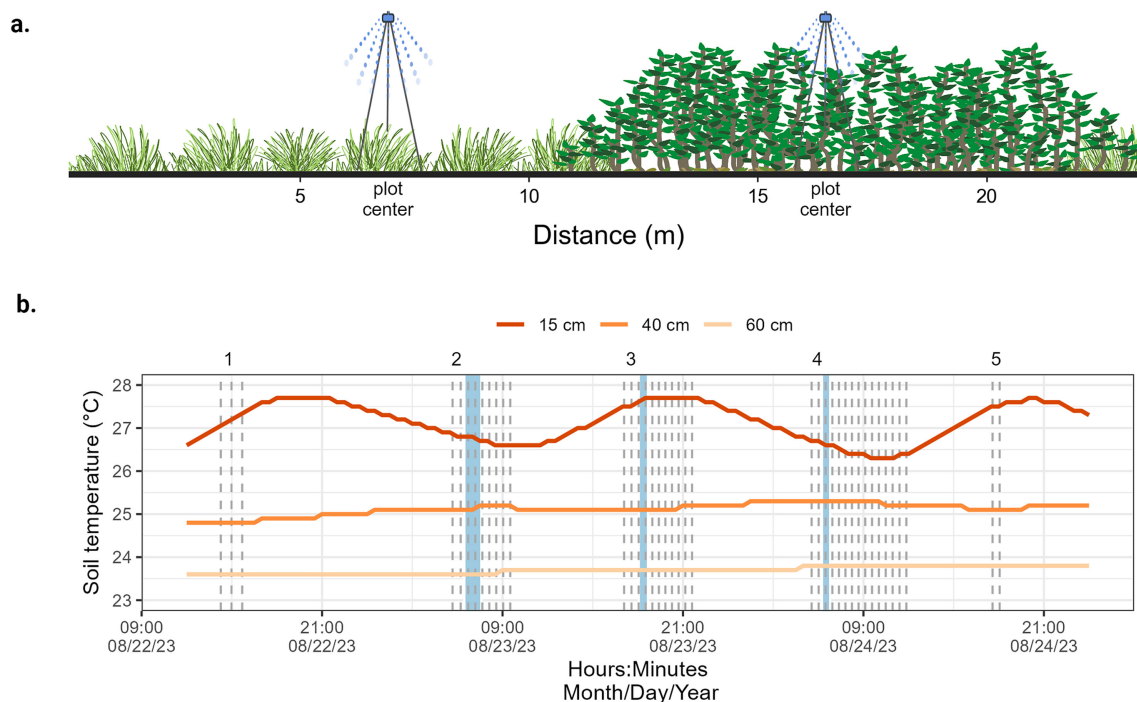 a.
5
plot
center
10
15
plot
center
20
Distance (m)
b.
15 cm 40 cm 60 cm
1 2 3 4 5
28
27
26
25
24
23
Soil temperature (°C)
09:00 21:00 09:00 21:00 09:00 21:00
08/22/23 08/22/23 08/23/23 08/23/23 08/24/23 08/24/23
Hours:Minutes
Month/Day/Year